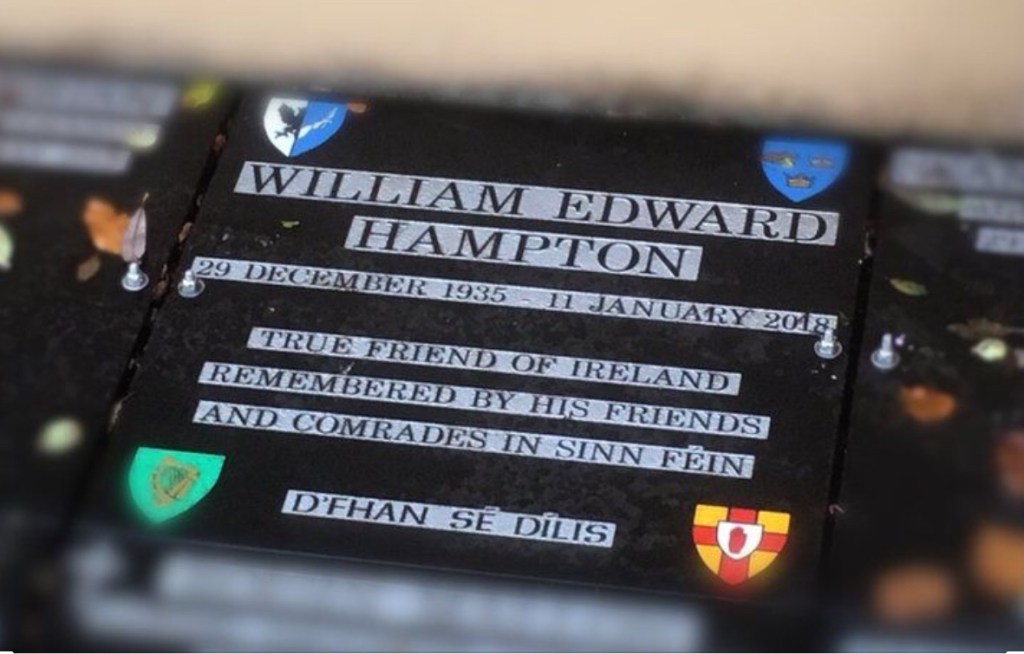 WILLIAM EDWARD
HAMPTON
29 DECEMBER 1935 - 11 JANUARY 2018
TRUE FRIEND OF IRELAND
REMEMBERED BY HIS FRIENDS
AND COMRADES IN SINN FÉIN
D'FHAN SÉ DÍLIS